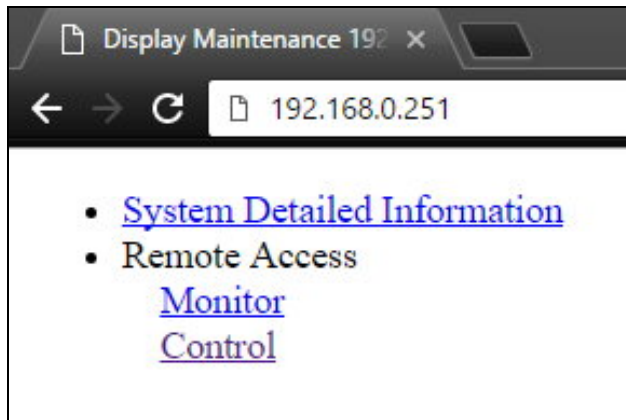 Display Maintenance 192
192.168.0.251
System Detailed Information
Remote Access
Monitor
Control